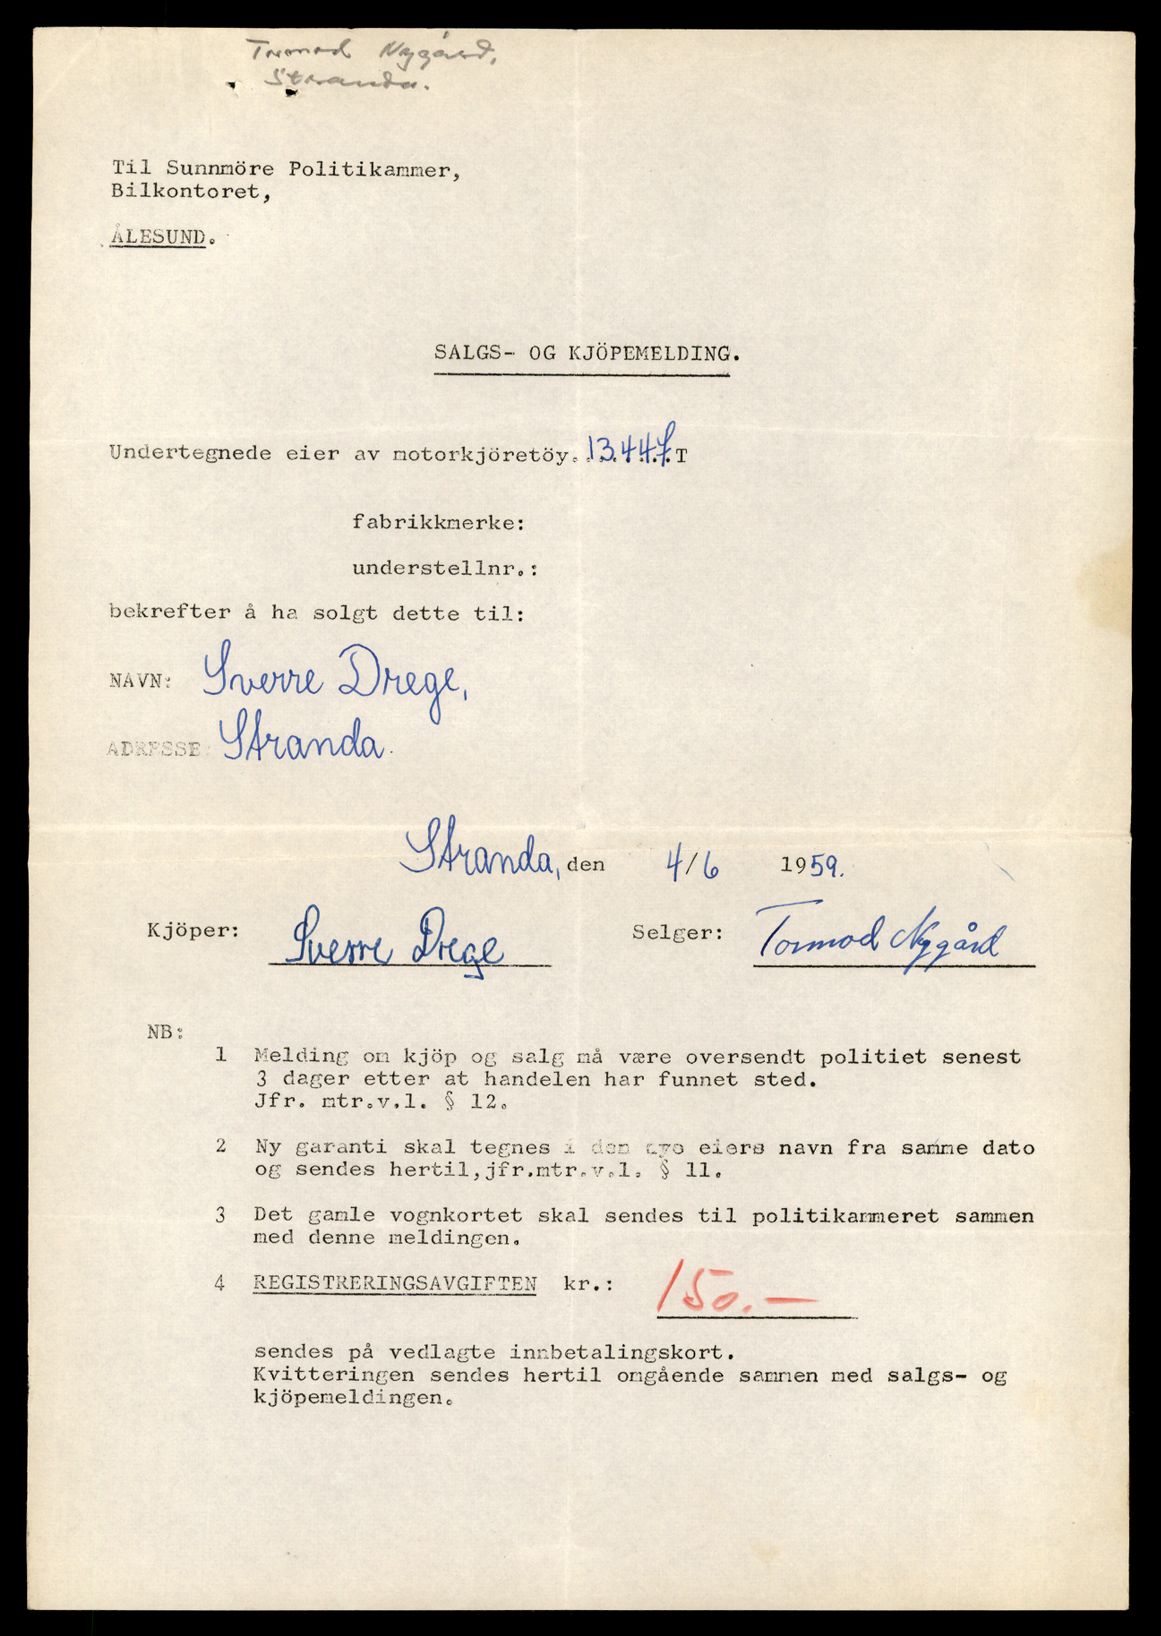 Tormod Nygård,
Stranda.
Til Sunnmöre Politikammer,
Bilkontoret,
ÅLESUND.
SALGS- OG KJÖPEMELDING.
Undertegnede eier av motorkjöretöy. 13447 T
fabrikkmerke:
understellnr.:
bekrefter å ha solgt dette til:
NAVN: Sverre Drege,
ADRESSE: Stranda.
Stranda, den 4/6 1959.
Kjöper: Sverre Drege Selger: Tormod Nygård
NB:
1 Melding om kjöp og salg må være oversendt politiet senest
3 dager etter at handelen har funnet sted.
Jfr. mtr.v.l. § 12.
2 Ny garanti skal tegnes i den nye eiers navn fra samme dato
og sendes hertil,jfr.mtr.v.l. § 11.
3 Det gamle vognkortet skal sendes til politikammeret sammen
med denne meldingen.
4 REGISTRERINGSAVGIFTEN kr.: 150.-
sendes på vedlagte innbetalingskort.
Kvitteringen sendes hertil omgående sammen med salgs- og
kjöpemeldingen.